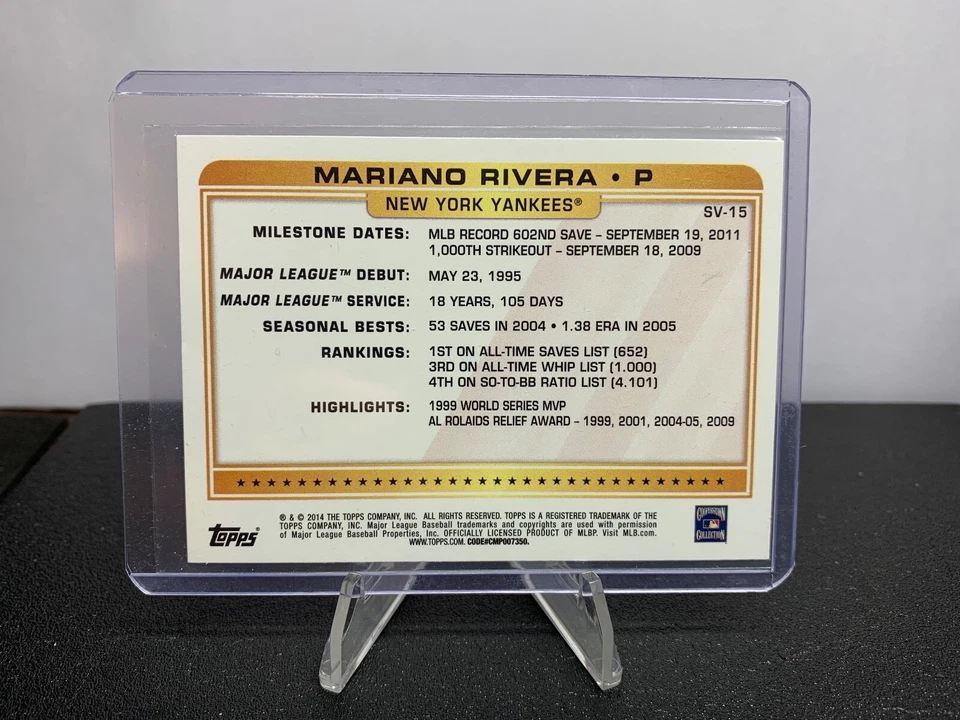 MARIANO RIVERA • P
NEW YORK YANKEES®
SV-15
MILESTONE DATES: MLB RECORD 602ND SAVE – SEPTEMBER 19, 2011
1,000TH STRIKEOUT – SEPTEMBER 18, 2009
MAJOR LEAGUE™ DEBUT: MAY 23, 1995
MAJOR LEAGUE™ SERVICE: 18 YEARS, 105 DAYS
SEASONAL BESTS: 53 SAVES IN 2004 • 1.38 ERA IN 2005
RANKINGS: 1ST ON ALL-TIME SAVES LIST (652)
3RD ON ALL-TIME WHIP LIST (1.000)
4TH ON SO-TO-BB RATIO LIST (4.101)
HIGHLIGHTS: 1999 WORLD SERIES MVP
AL ROLAIDS RELIEF AWARD – 1999, 2001, 2004-05, 2009
® & © 2014 THE TOPPS COMPANY, INC. ALL RIGHTS RESERVED. TOPPS IS A REGISTERED TRADEMARK OF THE
TOPPS COMPANY, INC. Major League Baseball trademarks and copyrights are used with permission
of Major League Baseball Properties, Inc. OFFICIALLY LICENSED PRODUCT OF MLBP. Visit MLB.com.
WWW.TOPPS.COM. CODE#CMP007350.
Topps®
COOPERSTOWN
COLLECTION